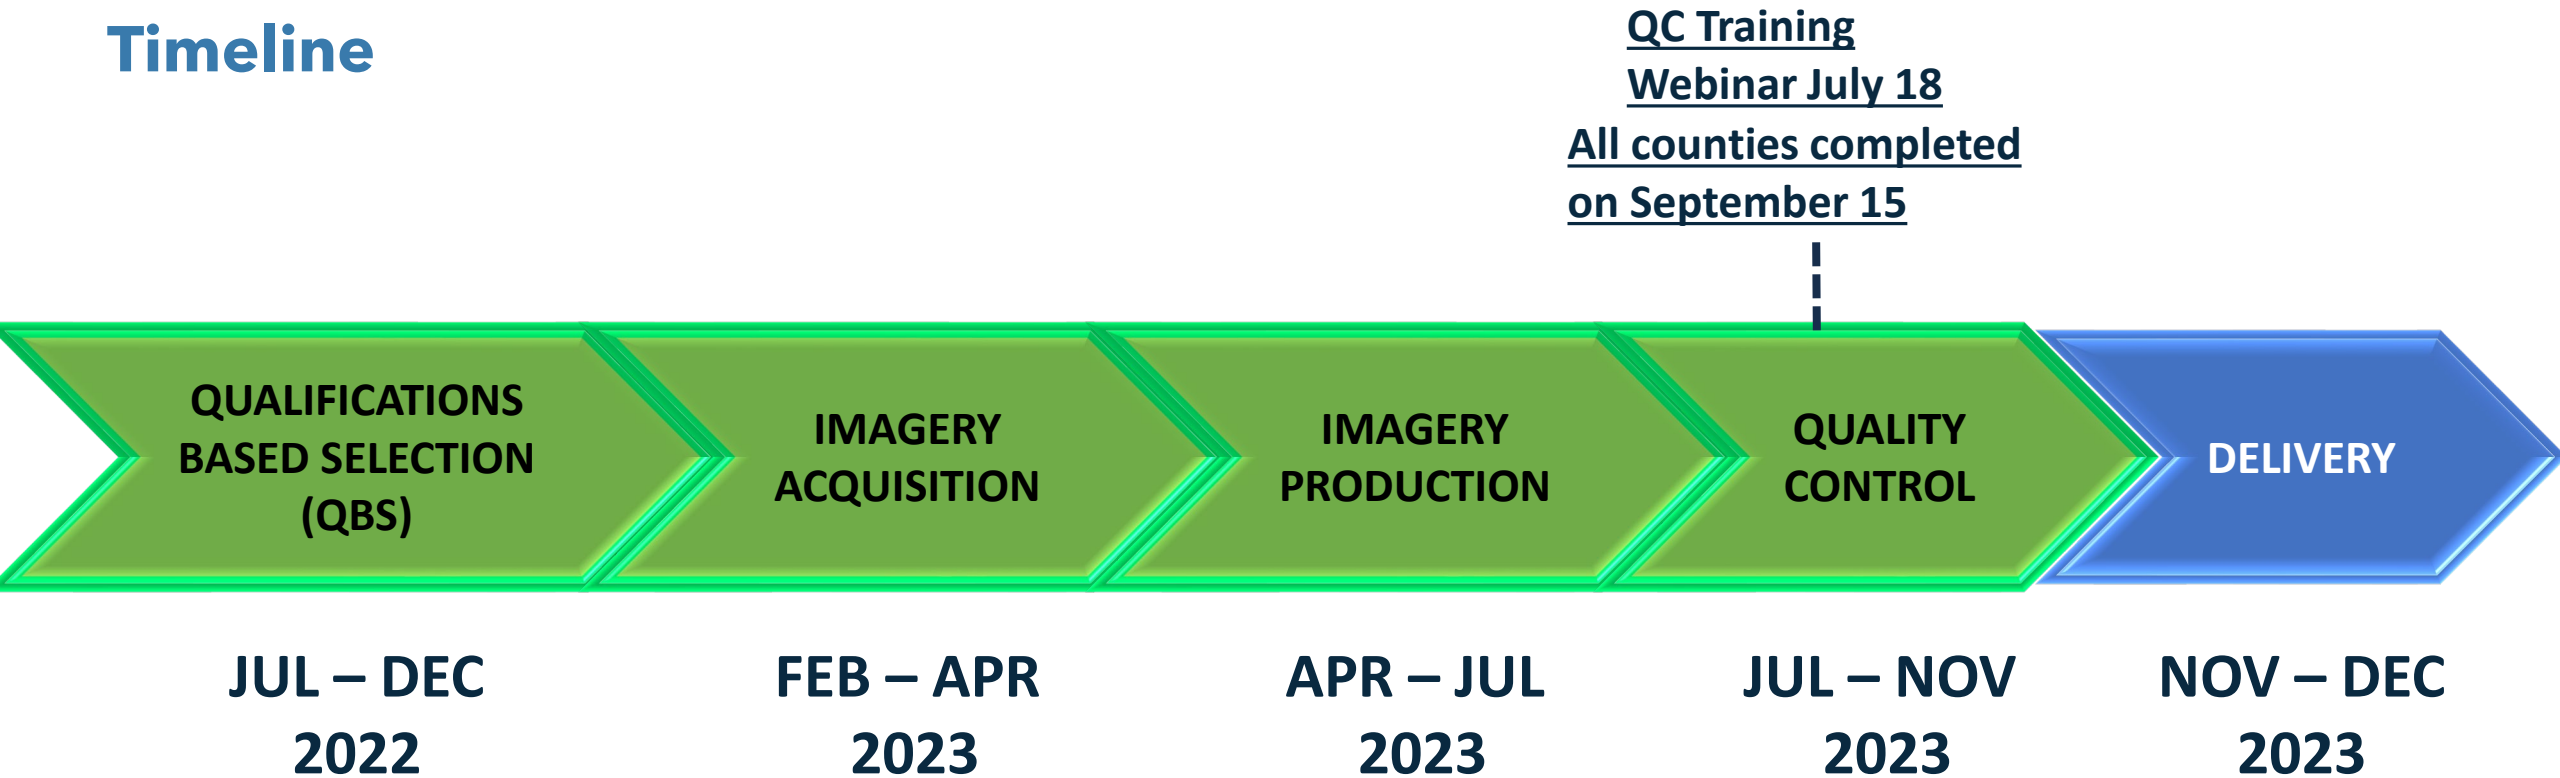 Timeline
QC Training
Webinar July 18
All counties completed
on September 15
QUALIFICATIONS
BASED SELECTION
(QBS)
IMAGERY
ACQUISITION
IMAGERY
PRODUCTION
QUALITY
CONTROL
DELIVERY
JUL – DEC
2022
FEB – APR
2023
APR – JUL
2023
JUL – NOV
2023
NOV – DEC
2023